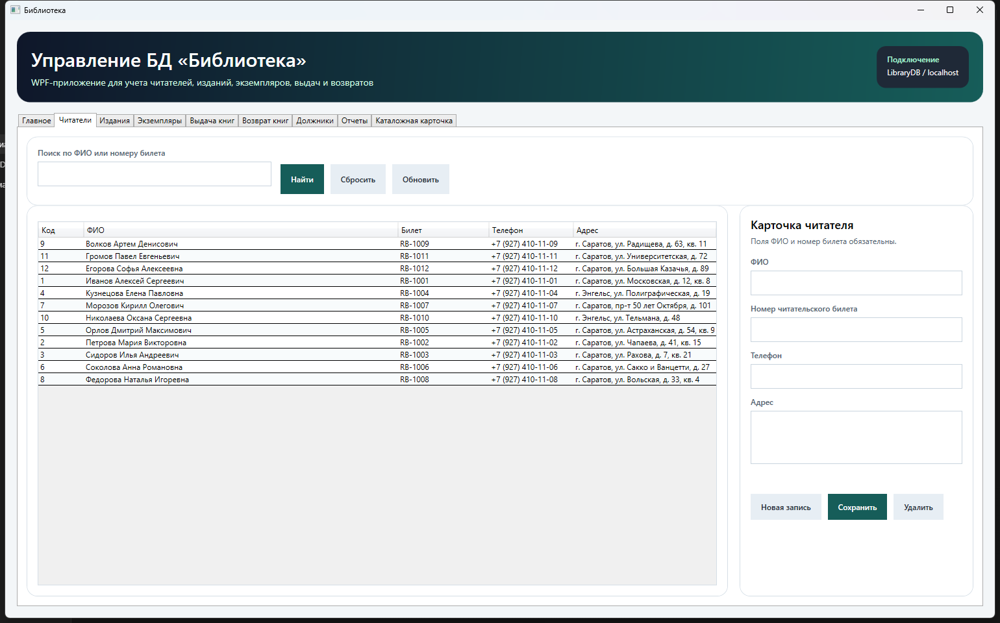 Библиотека
Управление БД «Библиотека»
WPF-приложение для учета читателей, изданий, экземпляров, выдач и возвратов
Подключение
LibraryDB / localhost
Главное Читатели Издания Экземпляры Выдача книг Возврат книг Должники Отчеты Каталожная карточка
Поиск по ФИО или номеру билета
Найти Сбросить Обновить
Код ФИО Билет Телефон Адрес
9 Волков Артем Денисович RB-1009 +7 (927) 410-11-09 г. Саратов, ул. Радищева, д. 63, кв. 11
11 Громов Павел Евгеньевич RB-1011 +7 (927) 410-11-11 г. Саратов, ул. Университетская, д. 72
12 Егорова Софья Алексеевна RB-1012 +7 (927) 410-11-12 г. Саратов, ул. Большая Казачья, д. 89
1 Иванов Алексей Сергеевич RB-1001 +7 (927) 410-11-01 г. Саратов, ул. Московская, д. 12, кв. 8
4 Кузнецова Елена Павловна RB-1004 +7 (927) 410-11-04 г. Энгельс, ул. Полиграфическая, д. 19
7 Морозов Кирилл Олегович RB-1007 +7 (927) 410-11-07 г. Саратов, пр-т 50 лет Октября, д. 101
10 Николаева Оксана Сергеевна RB-1010 +7 (927) 410-11-10 г. Энгельс, ул. Тельмана, д. 48
5 Орлов Дмитрий Максимович RB-1005 +7 (927) 410-11-05 г. Саратов, ул. Астраханская, д. 54, кв. 9
2 Петрова Мария Викторовна RB-1002 +7 (927) 410-11-02 г. Саратов, ул. Чапаева, д. 41, кв. 15
3 Сидоров Илья Андреевич RB-1003 +7 (927) 410-11-03 г. Саратов, ул. Рахова, д. 7, кв. 21
6 Соколова Анна Романовна RB-1006 +7 (927) 410-11-06 г. Саратов, ул. Сакко и Ванцетти, д. 27
8 Федорова Наталья Игоревна RB-1008 +7 (927) 410-11-08 г. Саратов, ул. Вольская, д. 33, кв. 4
Карточка читателя
Поля ФИО и номер билета обязательны.
ФИО
Номер читательского билета
Телефон
Адрес
Новая запись Сохранить Удалить